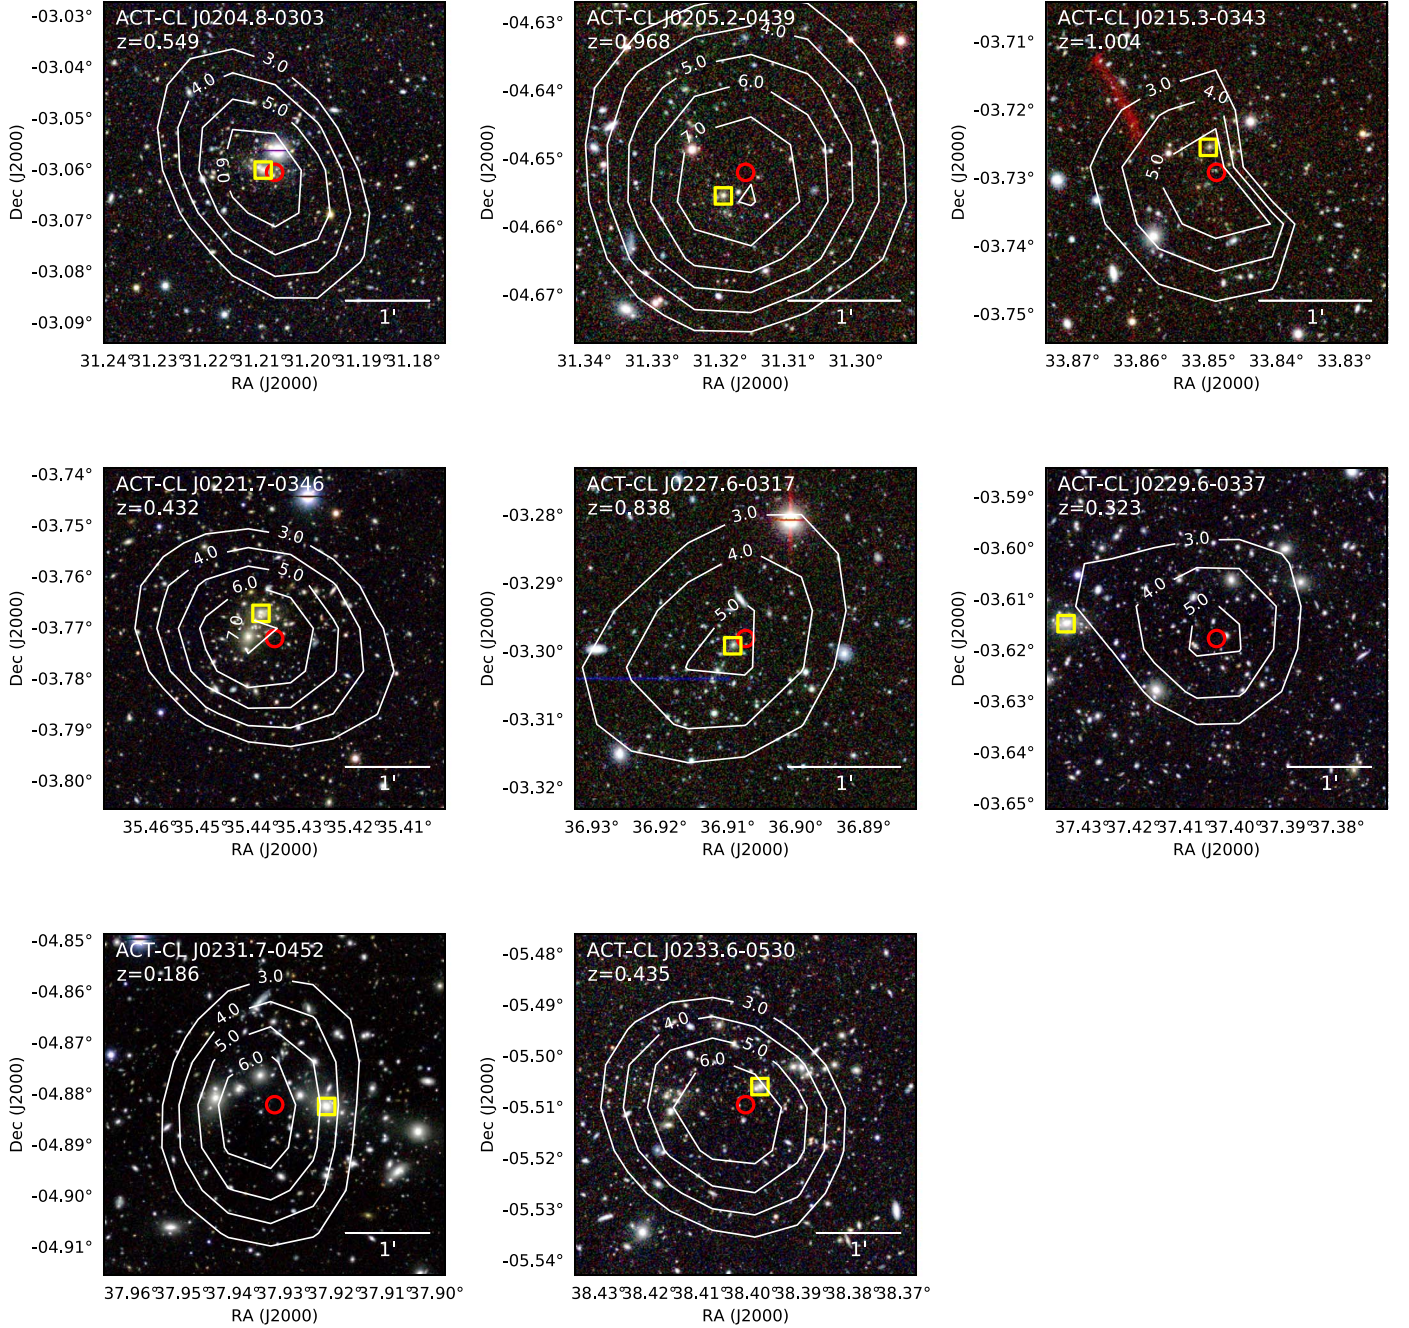 ACT-CL J0204.8-0303
z=0.549
3.0
4.0
5.0
6.0
1'
-03.03°
-03.04°
-03.05°
-03.06°
-03.07°
-03.08°
-03.09°
Dec (J2000)
31.24°31.23°31.22°31.21°31.20°31.19°31.18°
RA (J2000)
ACT-CL J0205.2-0439
z=0.968
4.0
5.0
6.0
7.0
1'
-04.63°
-04.64°
-04.65°
-04.66°
-04.67°
Dec (J2000)
31.34° 31.33° 31.32° 31.31° 31.30°
RA (J2000)
ACT-CL J0215.3-0343
z=1.004
3.0
4.0
5.0
1'
-03.71°
-03.72°
-03.73°
-03.74°
-03.75°
Dec (J2000)
33.87° 33.86° 33.85° 33.84° 33.83°
RA (J2000)
ACT-CL J0221.7-0346
z=0.432
3.0
4.0
5.0
6.0
7.0
1'
-03.74°
-03.75°
-03.76°
-03.77°
-03.78°
-03.79°
-03.80°
Dec (J2000)
35.46°35.45°35.44°35.43°35.42°35.41°
RA (J2000)
ACT-CL J0227.6-0317
z=0.838
3.0
4.0
5.0
1'
-03.28°
-03.29°
-03.30°
-03.31°
-03.32°
Dec (J2000)
36.93° 36.92° 36.91° 36.90° 36.89°
RA (J2000)
ACT-CL J0229.6-0337
z=0.323
3.0
4.0
5.0
1'
-03.59°
-03.60°
-03.61°
-03.62°
-03.63°
-03.64°
-03.65°
Dec (J2000)
37.43°37.42°37.41°37.40°37.39°37.38°
RA (J2000)
ACT-CL J0231.7-0452
z=0.186
3.0
4.0
5.0
6.0
1'
-04.85°
-04.86°
-04.87°
-04.88°
-04.89°
-04.90°
-04.91°
Dec (J2000)
37.96°37.95°37.94°37.93°37.92°37.91°37.90°
RA (J2000)
ACT-CL J0233.6-0530
z=0.435
3.0
4.0
5.0
6.0
1'
-05.48°
-05.49°
-05.50°
-05.51°
-05.52°
-05.53°
-05.54°
Dec (J2000)
38.43°38.42°38.41°38.40°38.39°38.38°38.37°
RA (J2000)